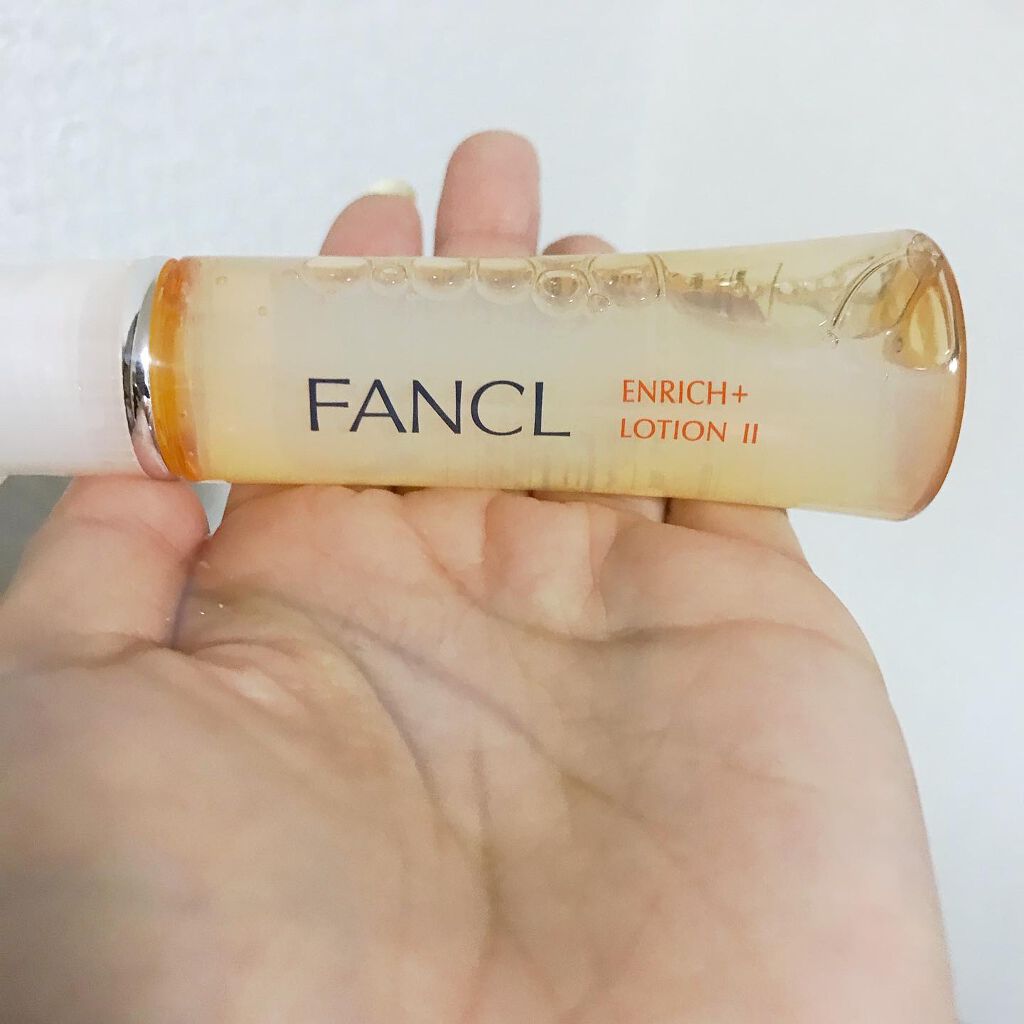 FANCL
ENRICH+
LOTION II